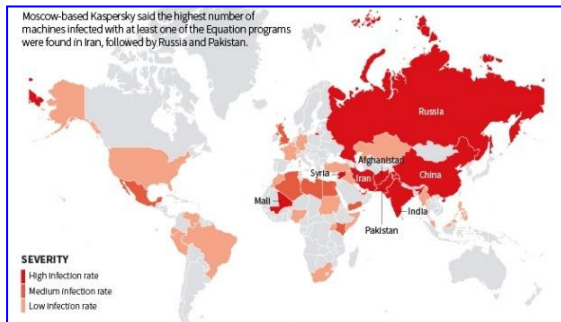 Moscow-based Kaspersky said the highest number of
machines infected with at least one of the Equation programs
were found in Iran, followed by Russia and Pakistan.
Russia
Afghanistan
Syria
Iran
China
Mali
India
Pakistan
SEVERITY
High infection rate
Medium infection rate
Low infection rate